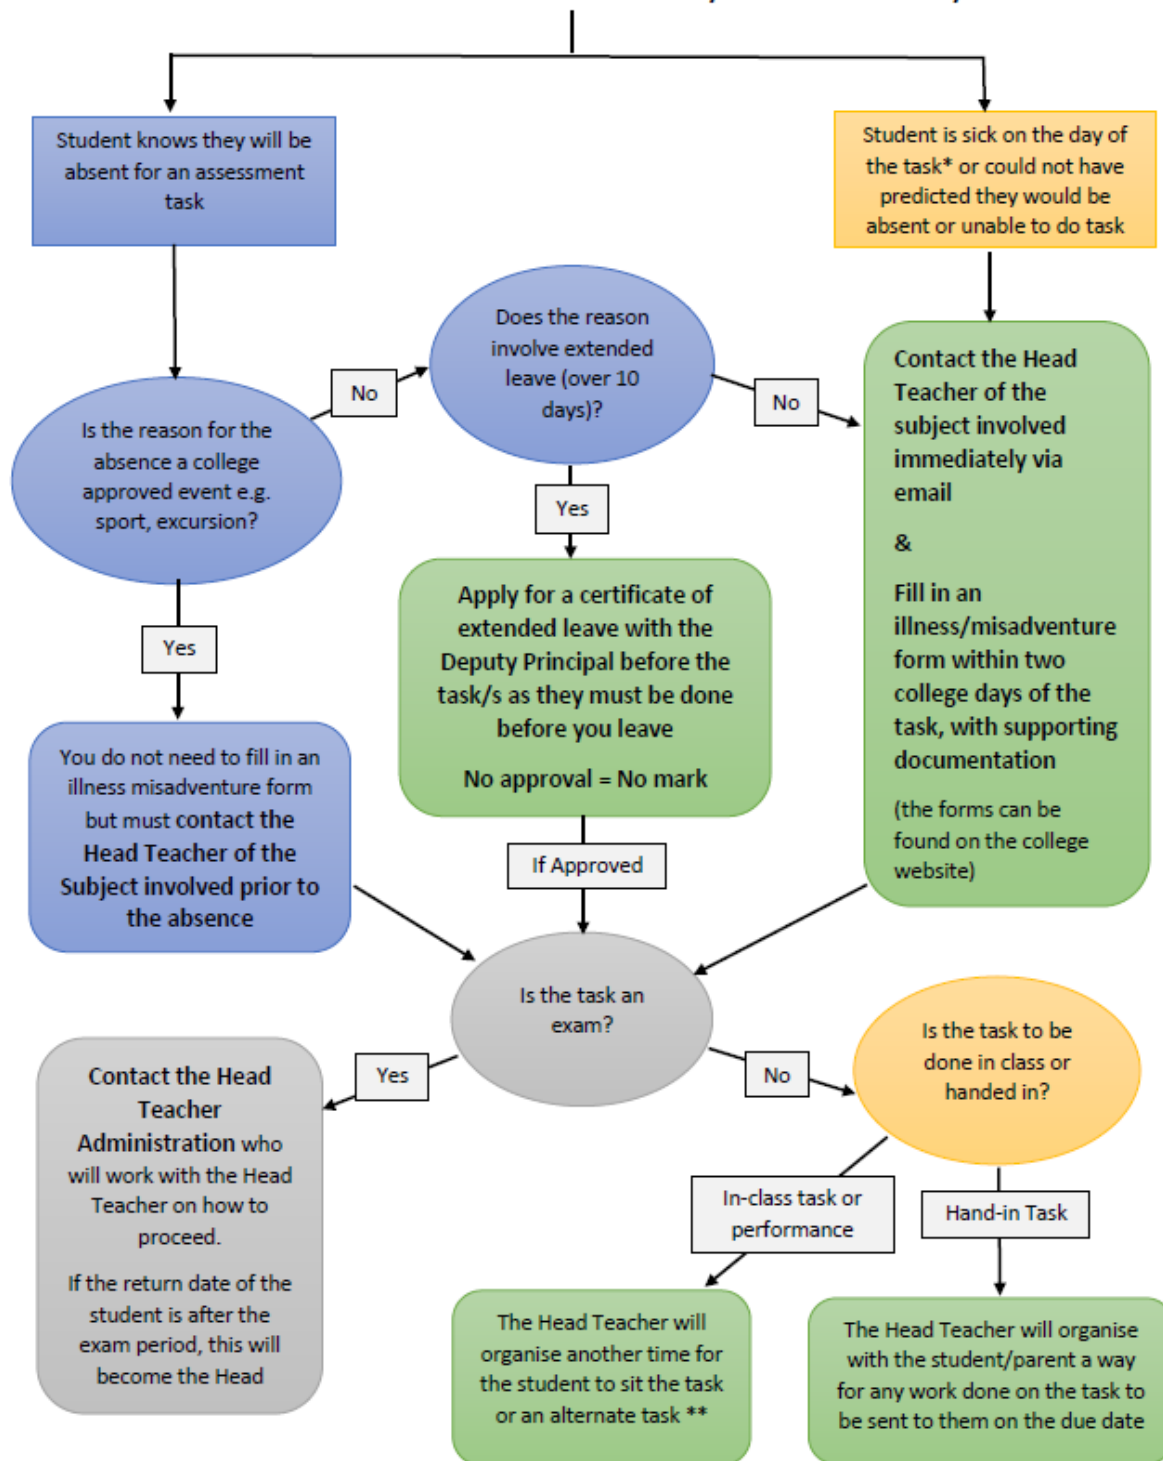 Student knows they will be
absent for an assessment
task
Student is sick on the day of
the task* or could not have
predicted they would be
absent or unable to do task
Does the reason
involve extended
leave (over 10
days)?
No
No
Is the reason for the
absence a college
approved event e.g.
sport, excursion?
Contact the Head
Teacher of the
subject involved
immediately via
email
&
Fill in an
illness/misadventure
form within two
college days of the
task, with supporting
documentation
(the forms can be
found on the college
website)
Yes
Yes
Apply for a certificate of
extended leave with the
Deputy Principal before the
task/s as they must be done
before you leave
No approval = No mark
You do not need to fill in an
illness misadventure form
but must contact the
Head Teacher of the
Subject involved prior to
the absence
If Approved
Is the task an
exam?
Yes
No
Is the task to be
done in class or
handed in?
Contact the Head
Teacher
Administration who
will work with the Head
Teacher on how to
proceed.
If the return date of the
student is after the
exam period, this will
become the Head
In-class task or
performance
Hand-in Task
The Head Teacher will
organise another time for
the student to sit the task
or an alternate task **
The Head Teacher will organise
with the student/parent a way
for any work done on the task to
be sent to them on the due date